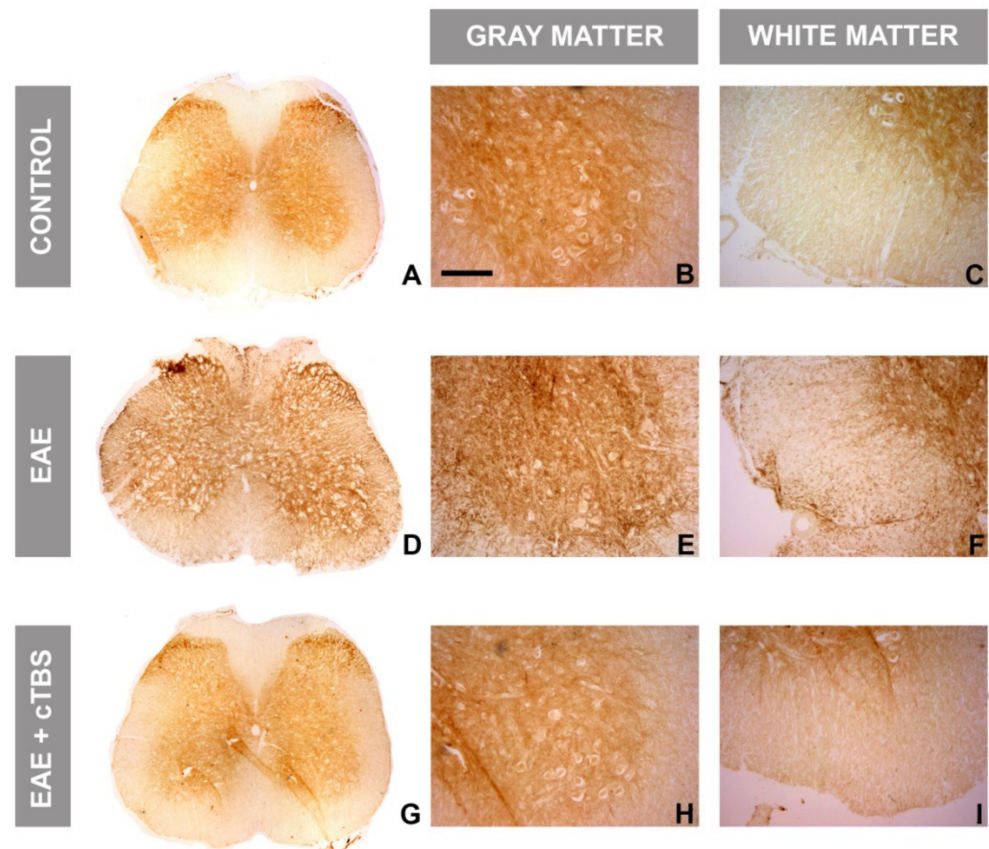 GRAY MATTER
WHITE MATTER
CONTROL
A
B
C
EAE
D
E
F
EAE + cTBS
G
H
I